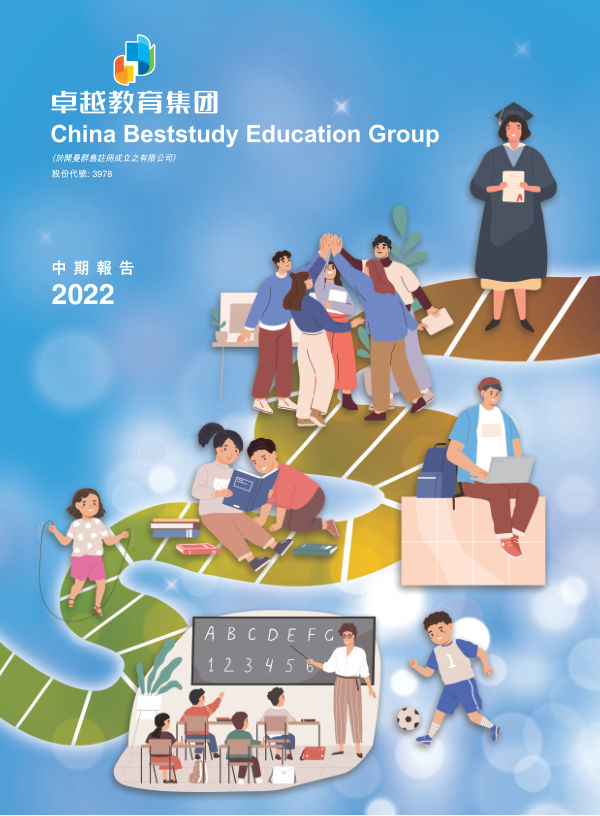 卓越教育集团
China Beststudy Education Group
(於開曼群島註冊成立之有限公司)
股份代號: 3978
中期報告
2022
A B C D E F G
1 2 3 4 5 6
1